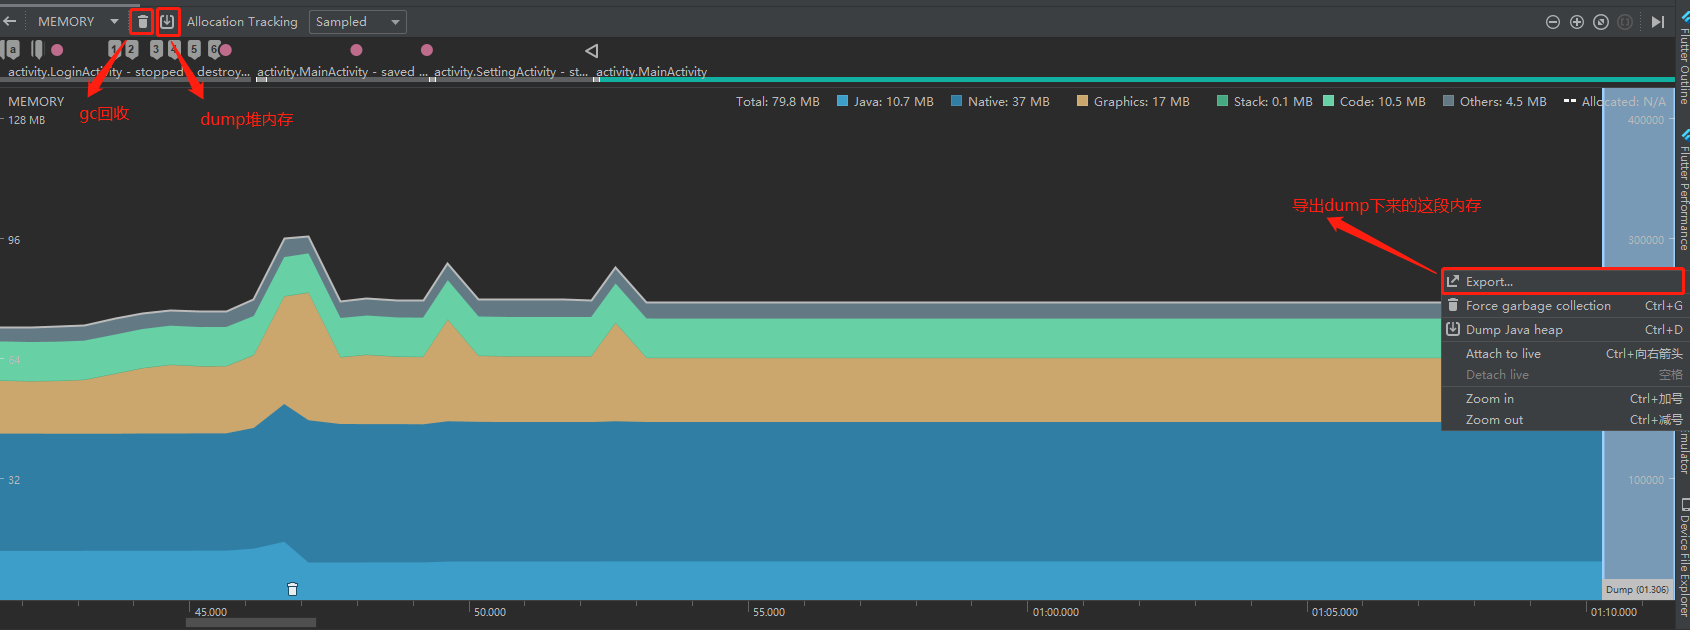 MEMORY
Allocation Tracking
Sampled
a
1
2
3
4
5
6
activity.LoginActivity - stopped - destroy...
activity.MainActivity - saved ...
activity.SettingActivity - st...
activity.MainActivity
MEMORY
Total: 79.8 MB
Java: 10.7 MB
Native: 37 MB
Graphics: 17 MB
Stack: 0.1 MB
Code: 10.5 MB
Others: 4.5 MB
Allocated: N/A
128 MB
400000
gc回收
dump堆内存
导出dump下来的这段内存
96
300000
Export...
Force garbage collection
Ctrl+G
Dump Java heap
Ctrl+D
Attach to live
Ctrl+向右箭头
Detach live
空格
Zoom in
Ctrl+加号
Zoom out
Ctrl+减号
64
32
100000
Dump (01.306)
45.000
50.000
55.000
01:00.000
01:05.000
01:10.000
Flutter Outline
Flutter Performance
Device File Explorer